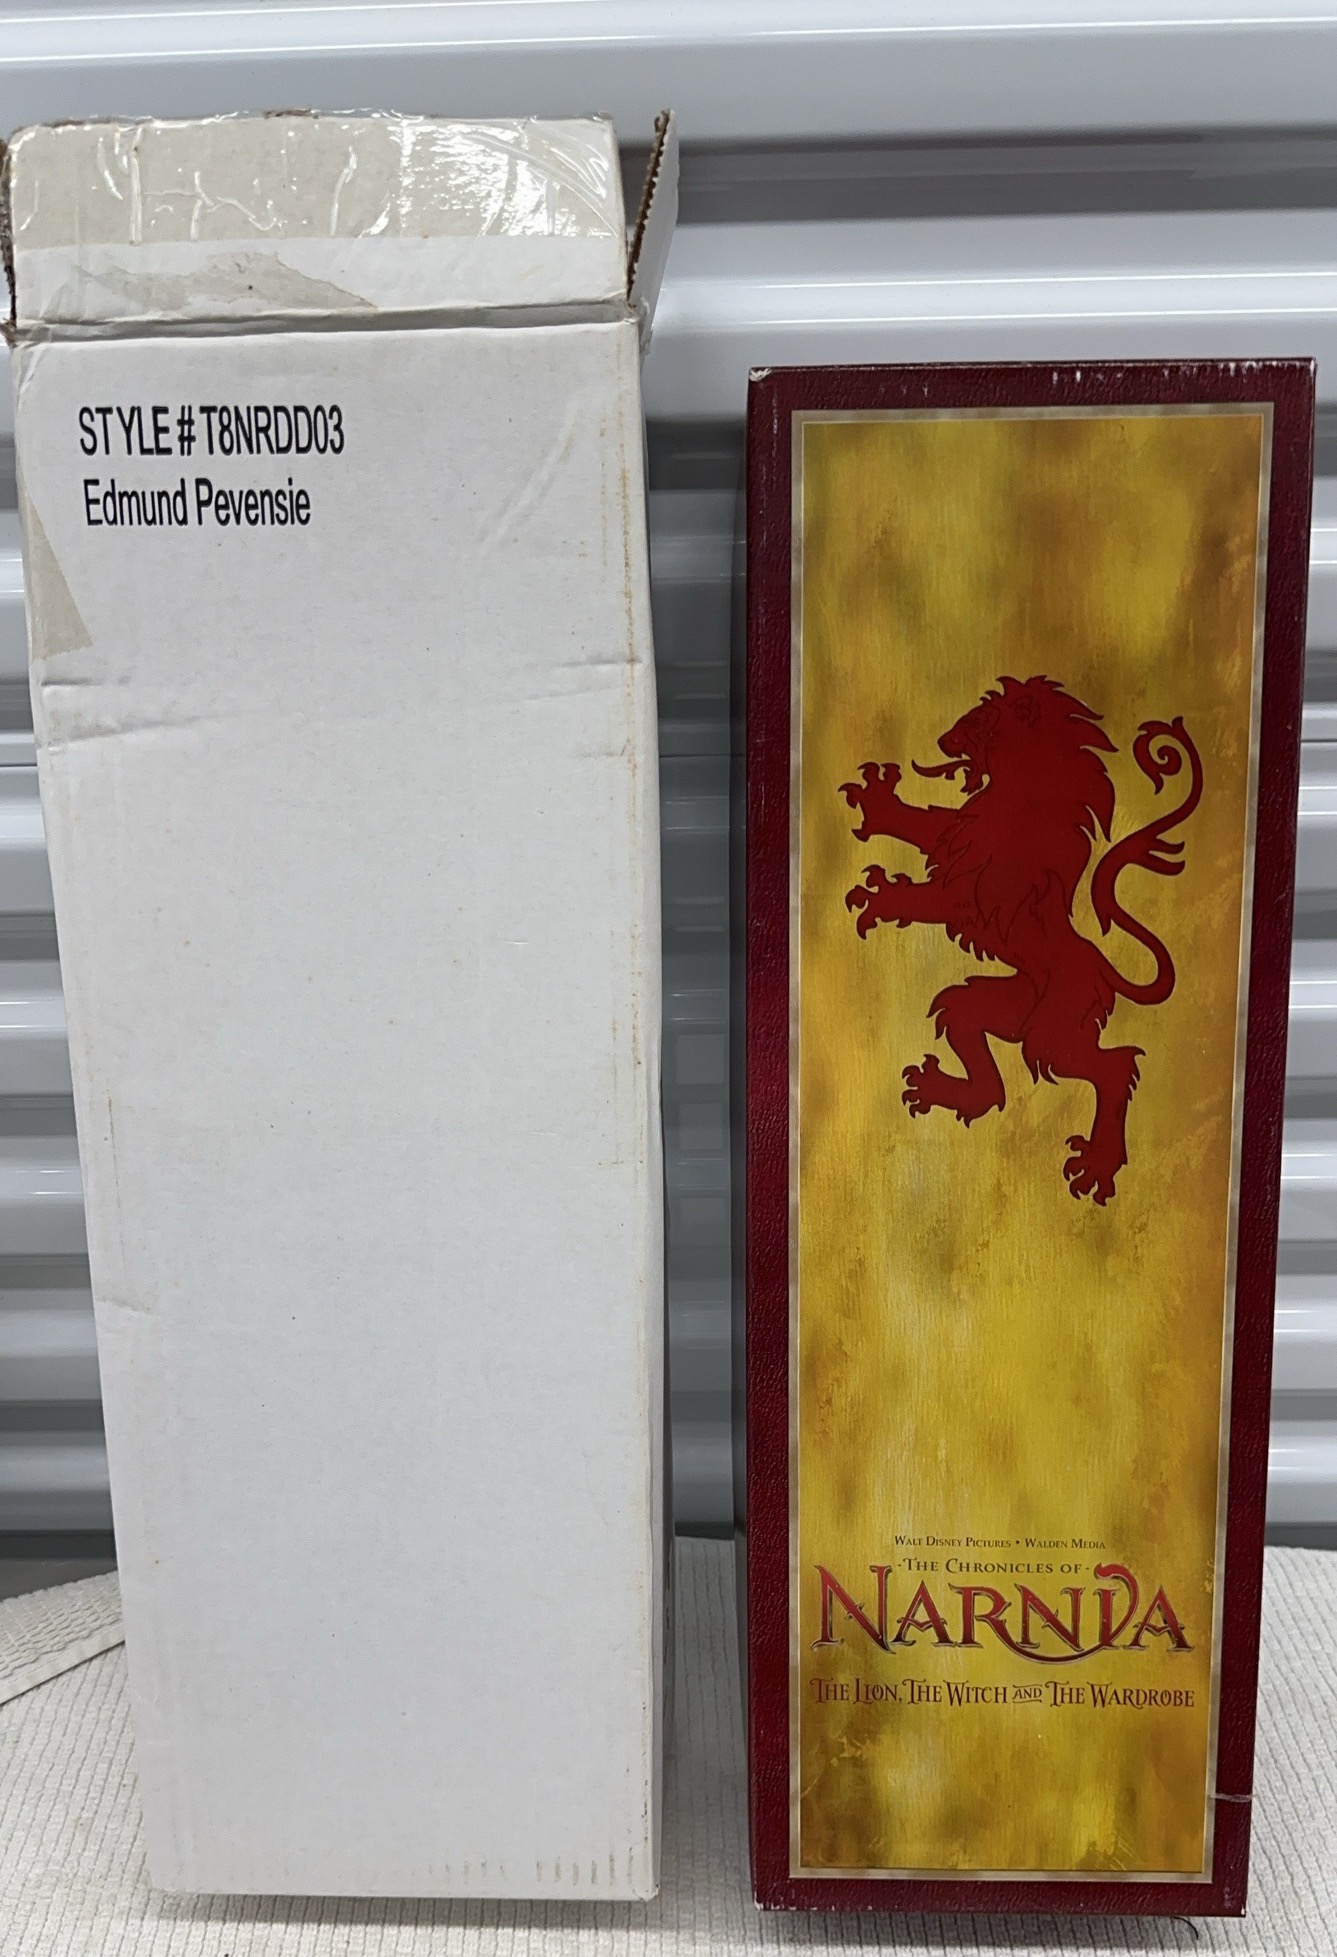 STYLE # T8NRDD03
Edmund Pevensie
WALT DISNEY PICTURES • WALDEN MEDIA
-THE CHRONICLES OF-
NARNIA
THE LION, THE WITCH AND THE WARDROBE